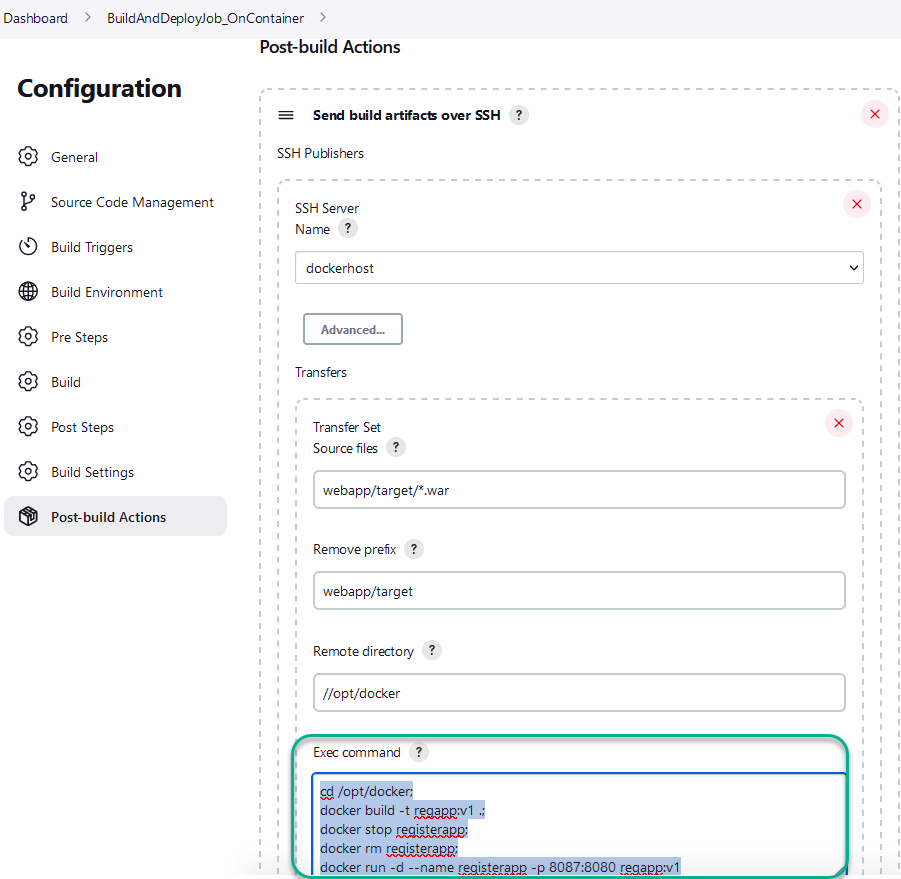 Dashboard > BuildAndDeployJob_OnContainer >
Post-build Actions
Configuration
General
Source Code Management
Build Triggers
Build Environment
Pre Steps
Build
Post Steps
Build Settings
Post-build Actions
Send build artifacts over SSH ?
SSH Publishers
SSH Server
Name ?
dockerhost
Advanced...
Transfers
Transfer Set
Source files ?
webapp/target/*.war
Remove prefix ?
webapp/target
Remote directory ?
//opt/docker
Exec command ?
cd /opt/docker;
docker build -t regapp:v1 .;
docker stop registerapp;
docker rm registerapp;
docker run -d --name registerapp -p 8087:8080 regapp:v1